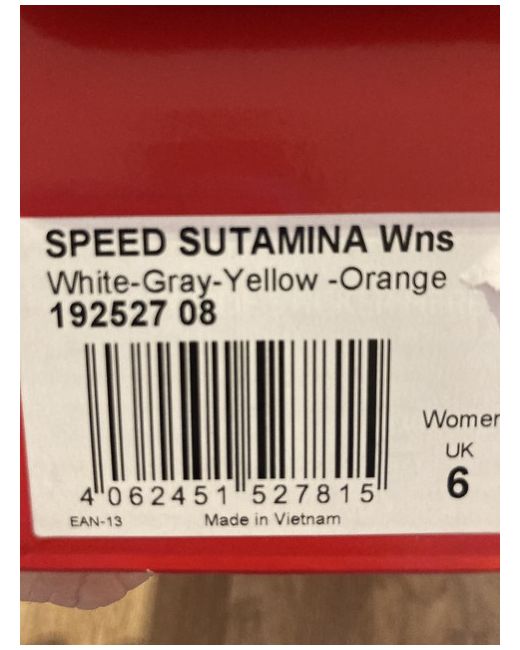 SPEED SUTAMINA Wns
White-Gray-Yellow -Orange
192527 08
Women
UK
6
4 062451 527815
EAN-13
Made in Vietnam